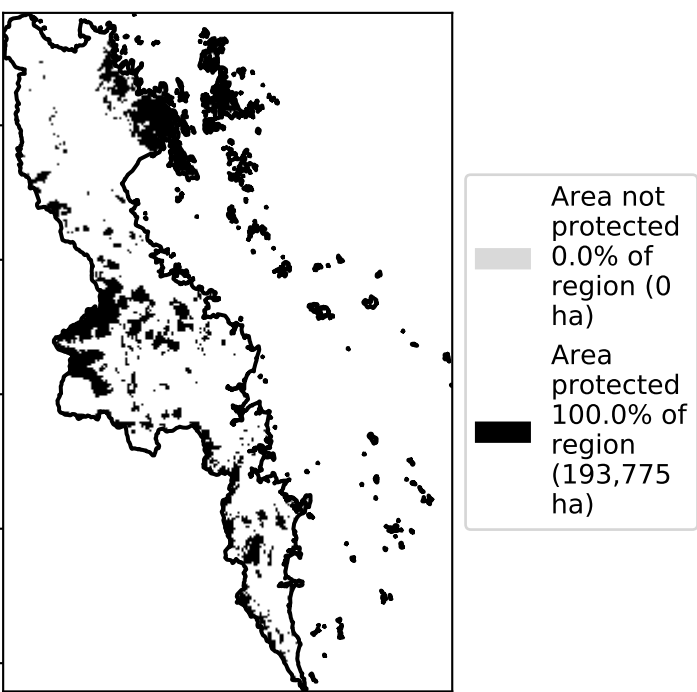 Area not
protected
0.0% of
region (0
ha)
Area
protected
100.0% of
region
(193,775
ha)